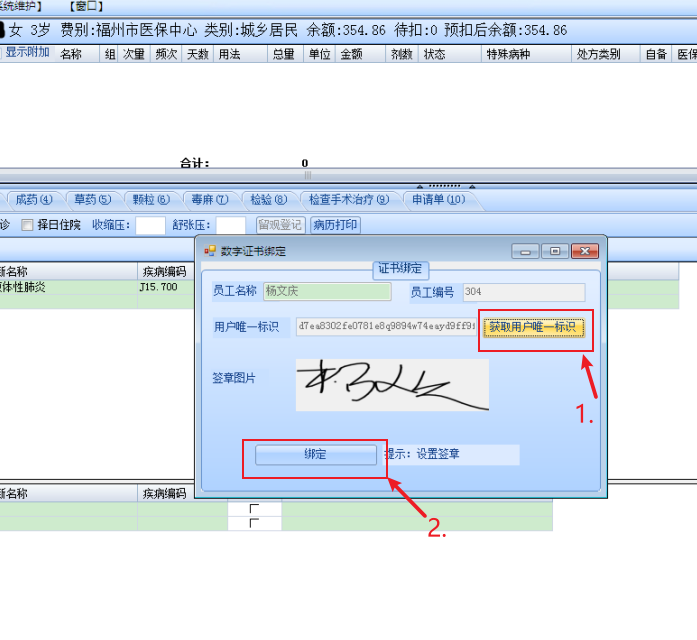 系统维护】 【窗口】
女 3岁 费别:福州市医保中心 类别:城乡居民 余额:354.86 待扣:0 预扣后余额:354.86
显示附加 名称 组 次量 频次 天数 用法 总量 单位 金额 剂数 状态 特殊病种 处方类别 自备 医保
合计: 0
成药(4) 草药(5) 颗粒(6) 毒麻(7) 检验(8) 检查手术治疗(9) 申请单(10)
诊 择日住院 收缩压: 舒张压: 留观登记 病历打印
数字证书绑定
证书绑定
新名称 疾病编码
体性肺炎 J15.700
员工名称 杨文庆 员工编号 304
用户唯一标识 d7ea8302fe0781e8q9894w74eayd9ff9f 获取用户唯一标识
签章图片
1.
绑定 提示: 设置签章
新名称 疾病编码
2.